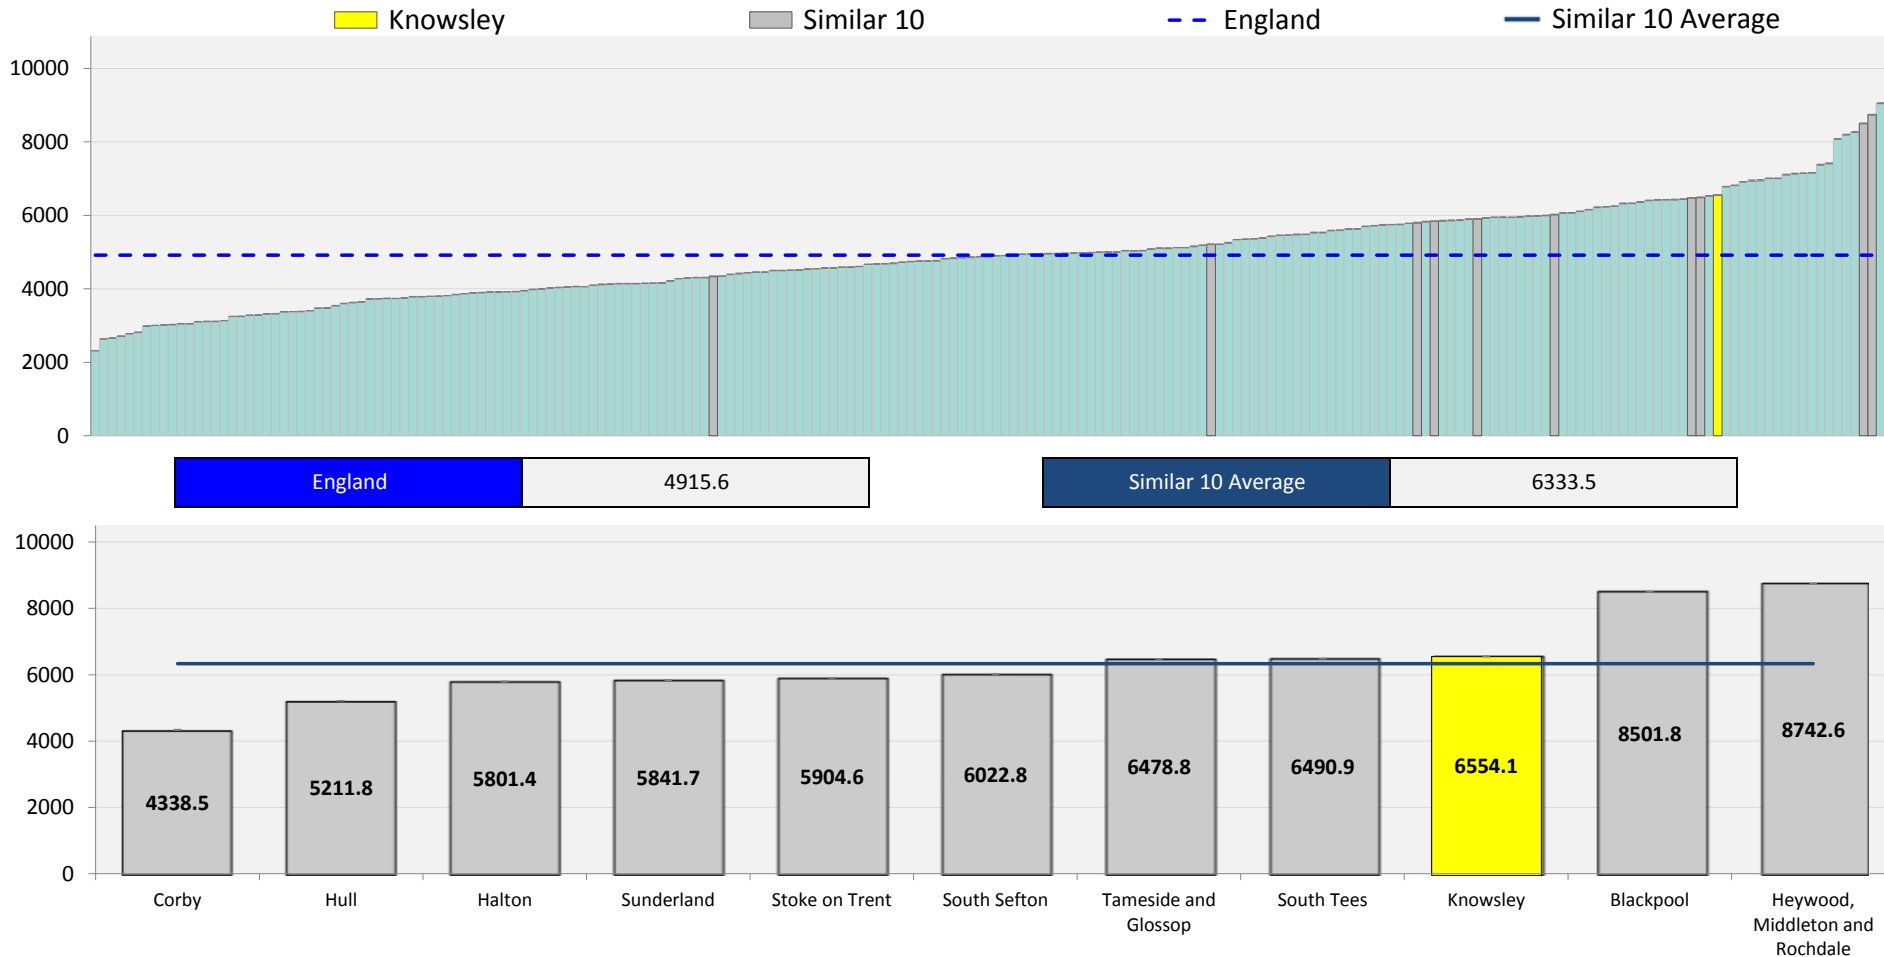 Knowsley Similar 10 England Similar 10 Average
10000
8000
6000
4000
2000
0
England 4915.6 Similar 10 Average 6333.5
10000
8000
6000
4000
2000
0
4338.5 5211.8 5801.4 5841.7 5904.6 6022.8 6478.8 6490.9 6554.1 8501.8 8742.6
Corby Hull Halton Sunderland Stoke on Trent South Sefton Tameside and South Tees Knowsley Blackpool Heywood,
Glossop Middleton and
Rochdale